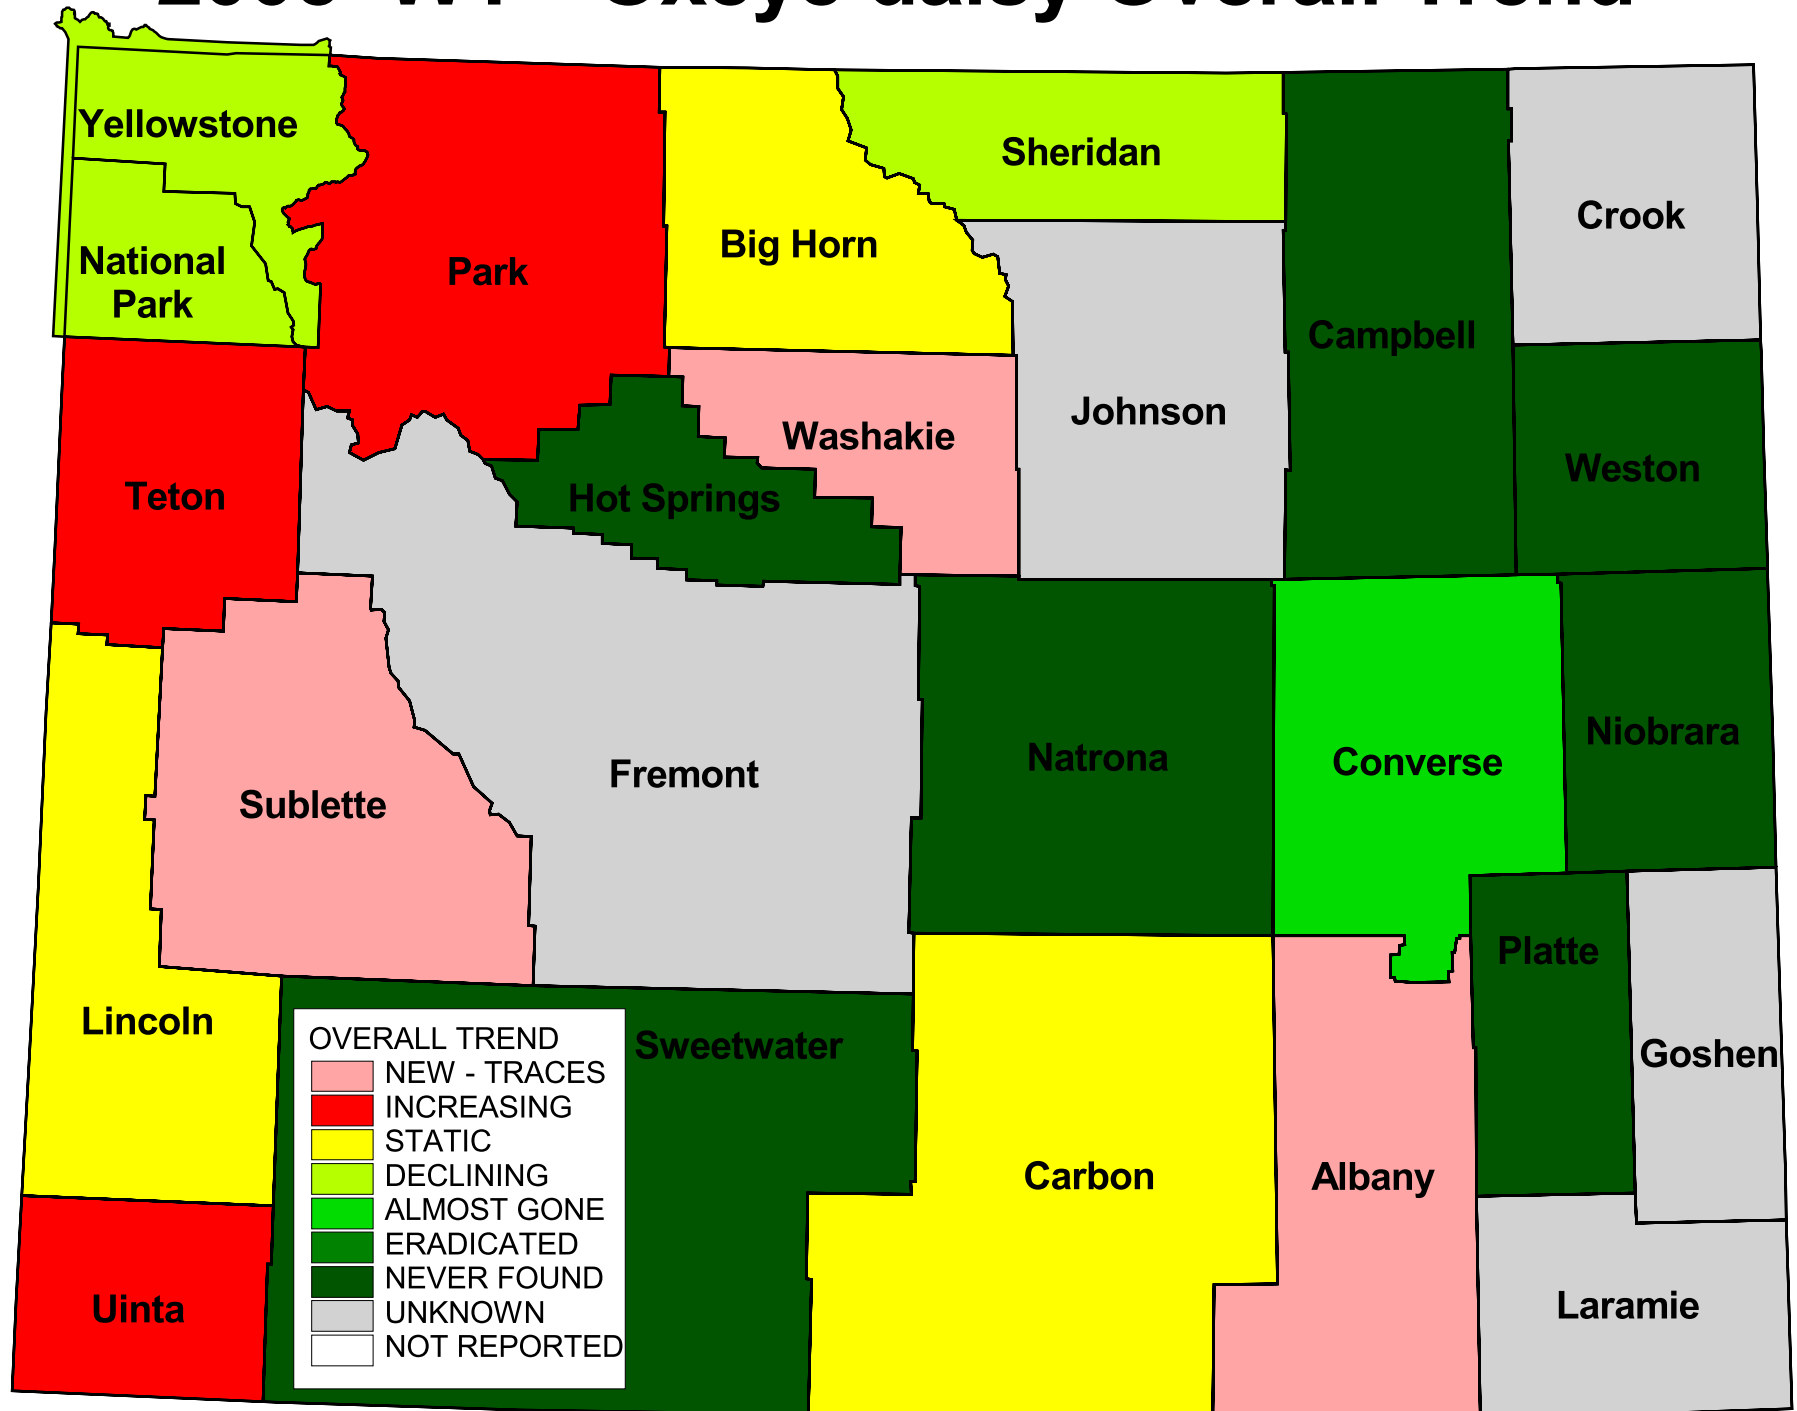 Overall Trend
Yellowstone
Sheridan
Crook
Big Horn
National
Park
Park
Campbell
Johnson
Washakie
Weston
Teton
Hot Springs
Niobrara
Natrona
Converse
Fremont
Sublette
Platte
Lincoln
Sweetwater
Goshen
Carbon
Albany
Uinta
Laramie
OVERALL TREND
NEW - TRACES
INCREASING
STATIC
DECLINING
ALMOST GONE
ERADICATED
NEVER FOUND
UNKNOWN
NOT REPORTED